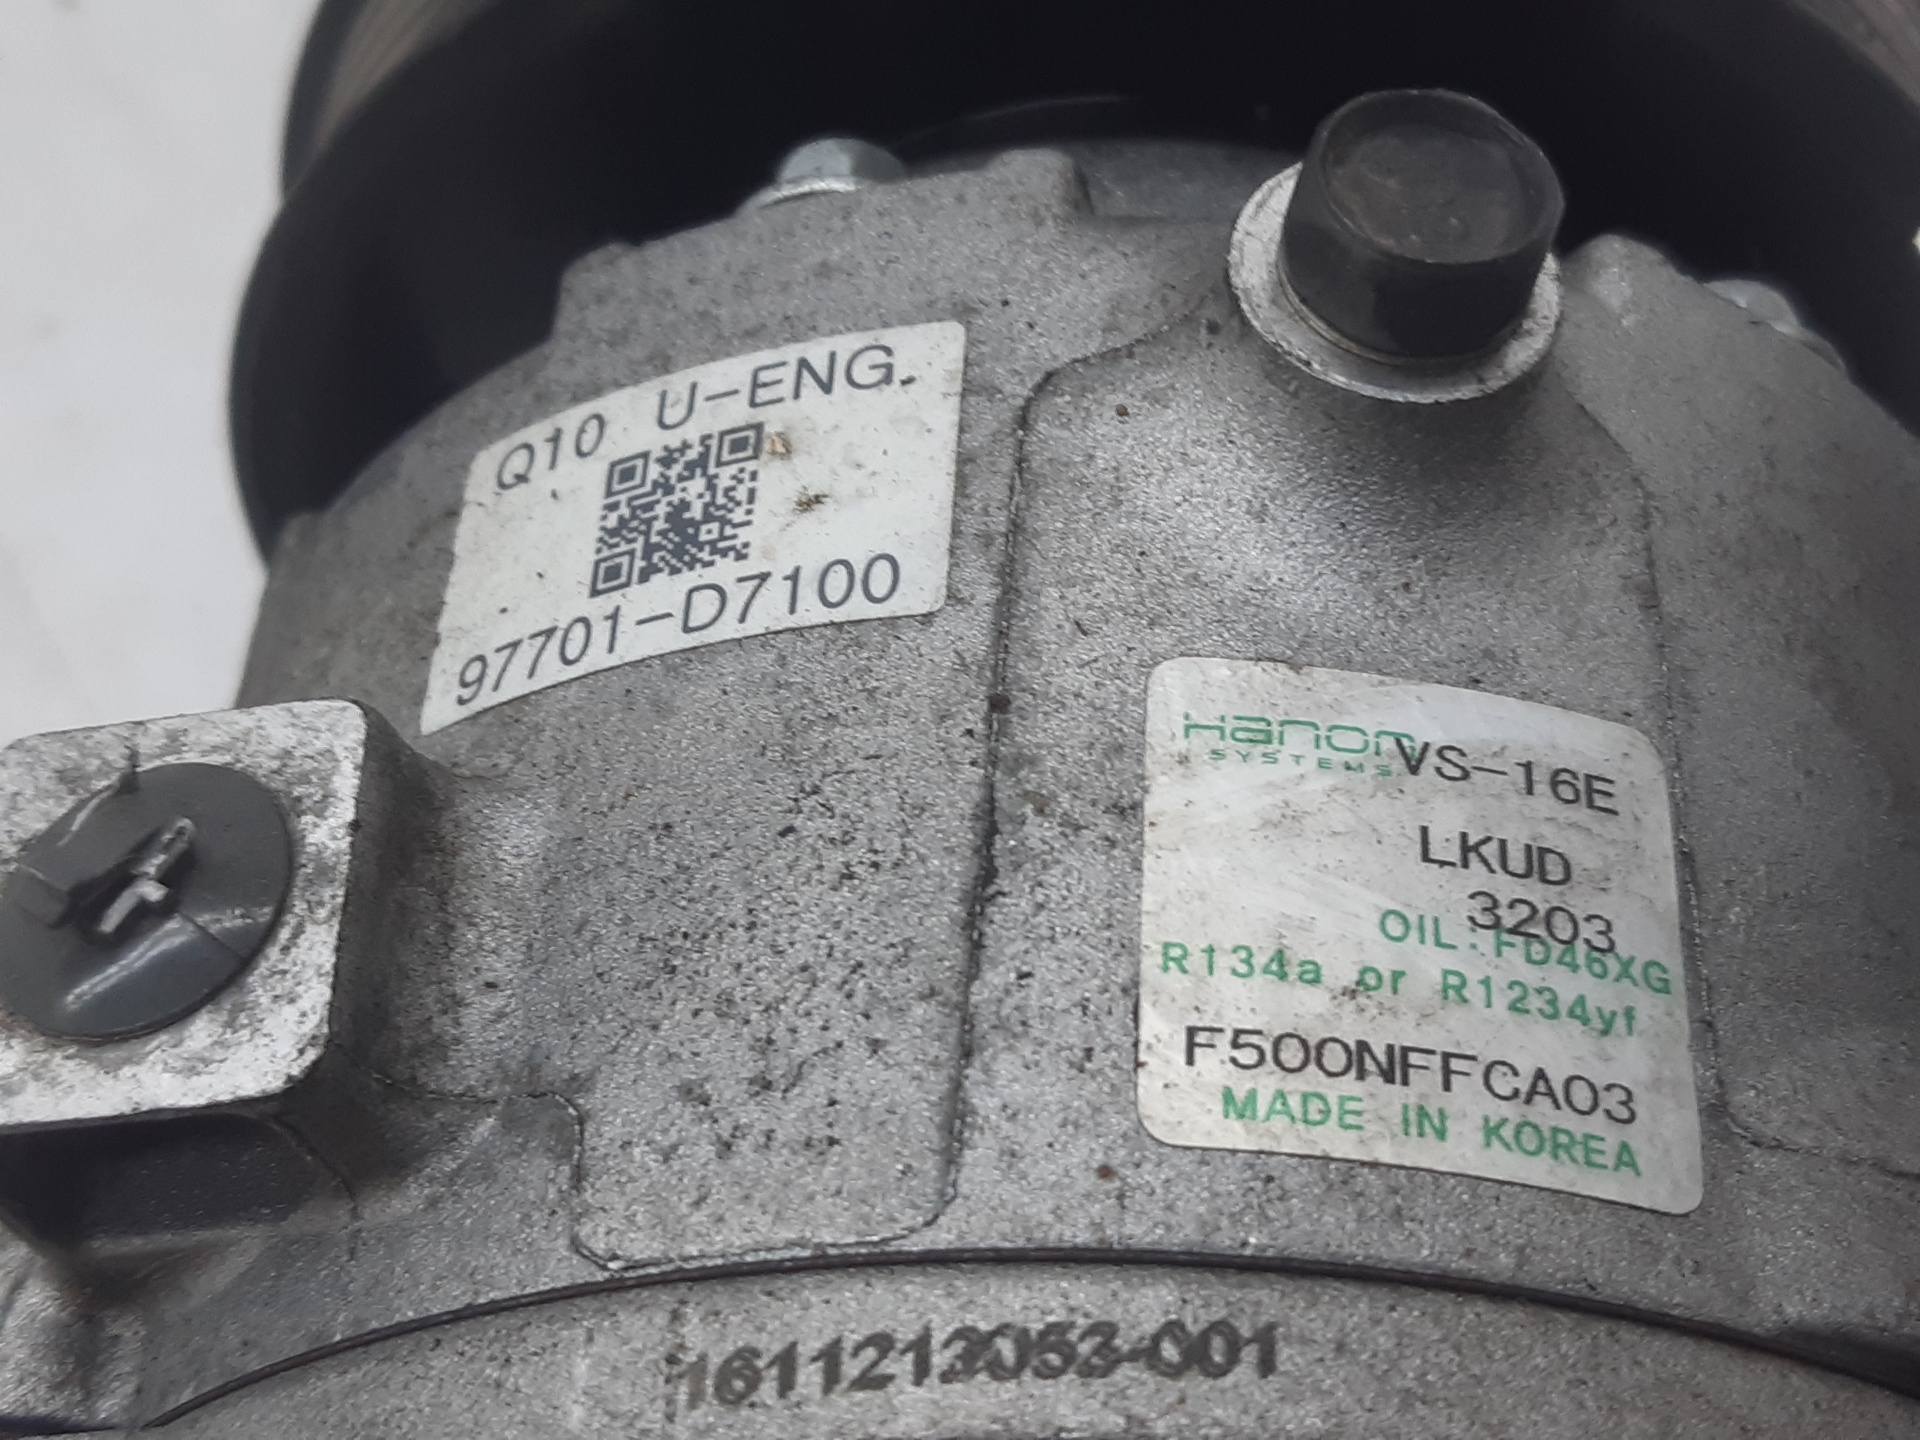 Q10 U-ENG.
97701-D7100
Hanon
SYSTEMS
VS-16E
LKUD
3203
OIL: FD46XG
R134a or R1234yf
F500NFFCA03
MADE IN KOREA